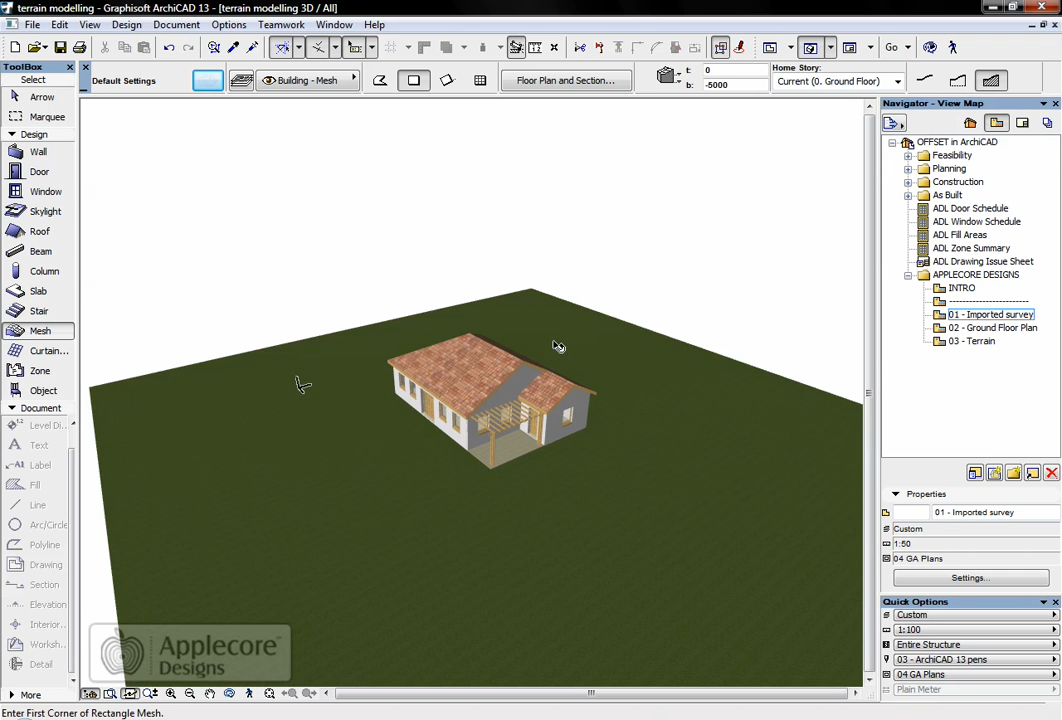 terrain modelling - Graphisoft ArchiCAD 13 - [terrain modelling 3D / All]
File Edit View Design Document Options Teamwork Window Help
Go
ToolBox
Select
Arrow
Marquee
Design
Wall
Door
Window
Skylight
Roof
Beam
Column
Slab
Stair
Mesh
Curtain...
Zone
Object
Document
Level Di...
Text
Label
Fill
Line
Arc/Circle
Polyline
Drawing
Section
Elevation
Interior...
Worksh...
Detail
More
Default Settings
Building - Mesh
Floor Plan and Section...
t: 0
b: -5000
Home Story:
Current (0. Ground Floor)
Applecore™
Designs
Navigator - View Map
OFFSET in ArchiCAD
Feasibility
Planning
Construction
As Built
ADL Door Schedule
ADL Window Schedule
ADL Fill Areas
ADL Zone Summary
ADL Drawing Issue Sheet
APPLECORE DESIGNS
INTRO
------------------------
01 - Imported survey
02 - Ground Floor Plan
03 - Terrain
Properties
01 - Imported survey
Custom
1:50
04 GA Plans
Settings...
Quick Options
Custom
1:100
Entire Structure
03 - ArchiCAD 13 pens
04 GA Plans
Plain Meter
Enter First Corner of Rectangle Mesh.